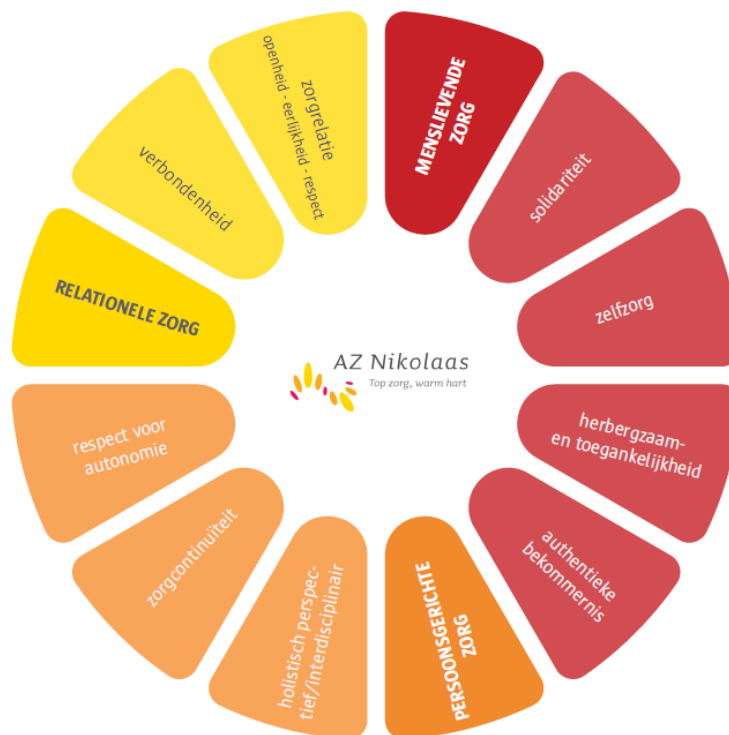 MENSLIEVENDE
ZORG
solidariteit
zelfzorg
herbergzaam-
en toegankelijkheid
authentieke
bekommernis
PERSOONSGERICHTE
ZORG
holistisch perspec-
tief/interdisciplinair
zorgcontinuïteit
respect voor
autonomie
RELATIONELE ZORG
verbondenheid
zorgrelatie
openheid - eerlijkheid - respect
AZ Nikolaas
Top zorg, warm hart